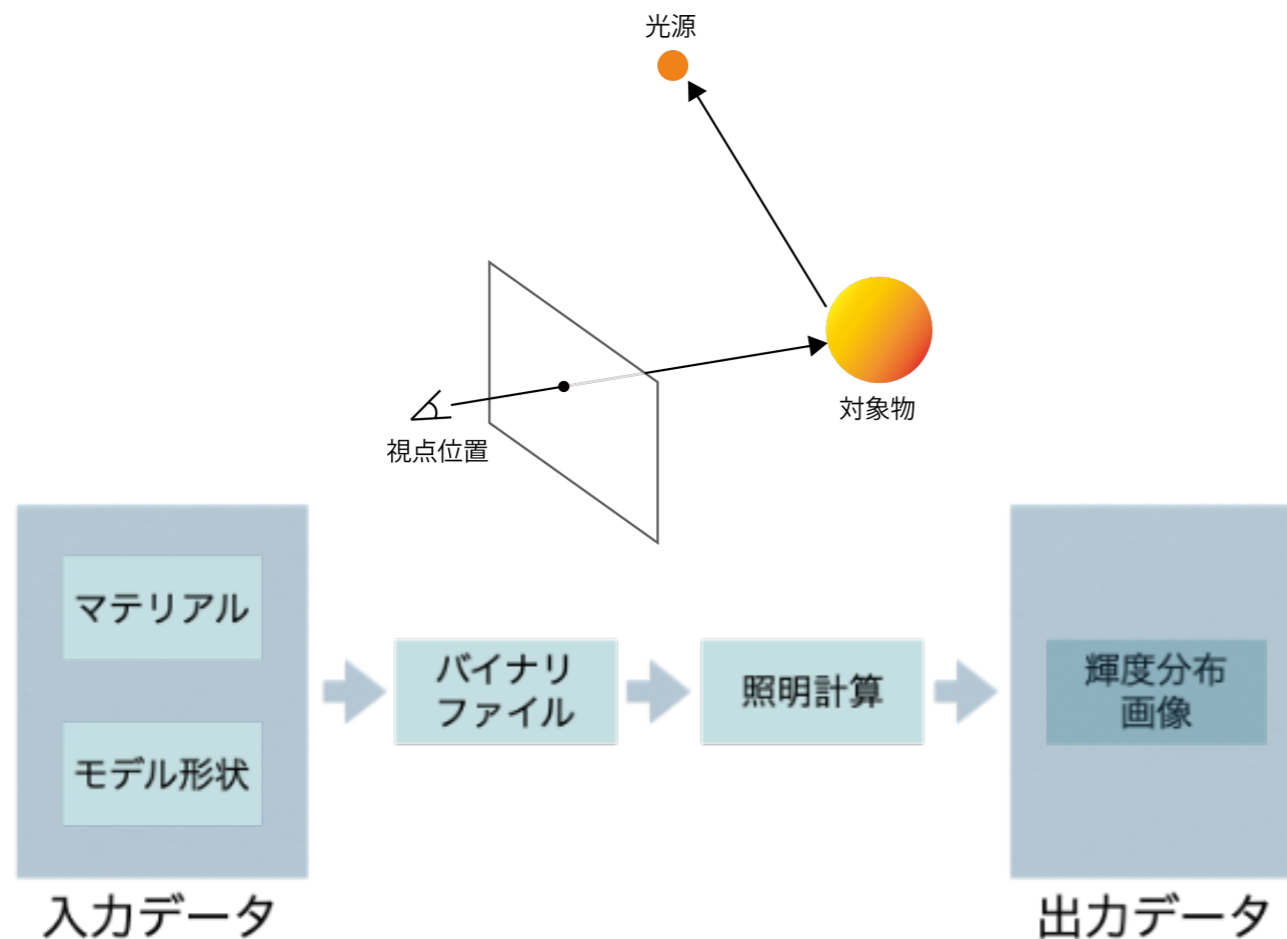 光源
対象物
視点位置
マテリアル
モデル形状
入力データ
バイナリ
ファイル
照明計算
輝度分布
画像
出力データ